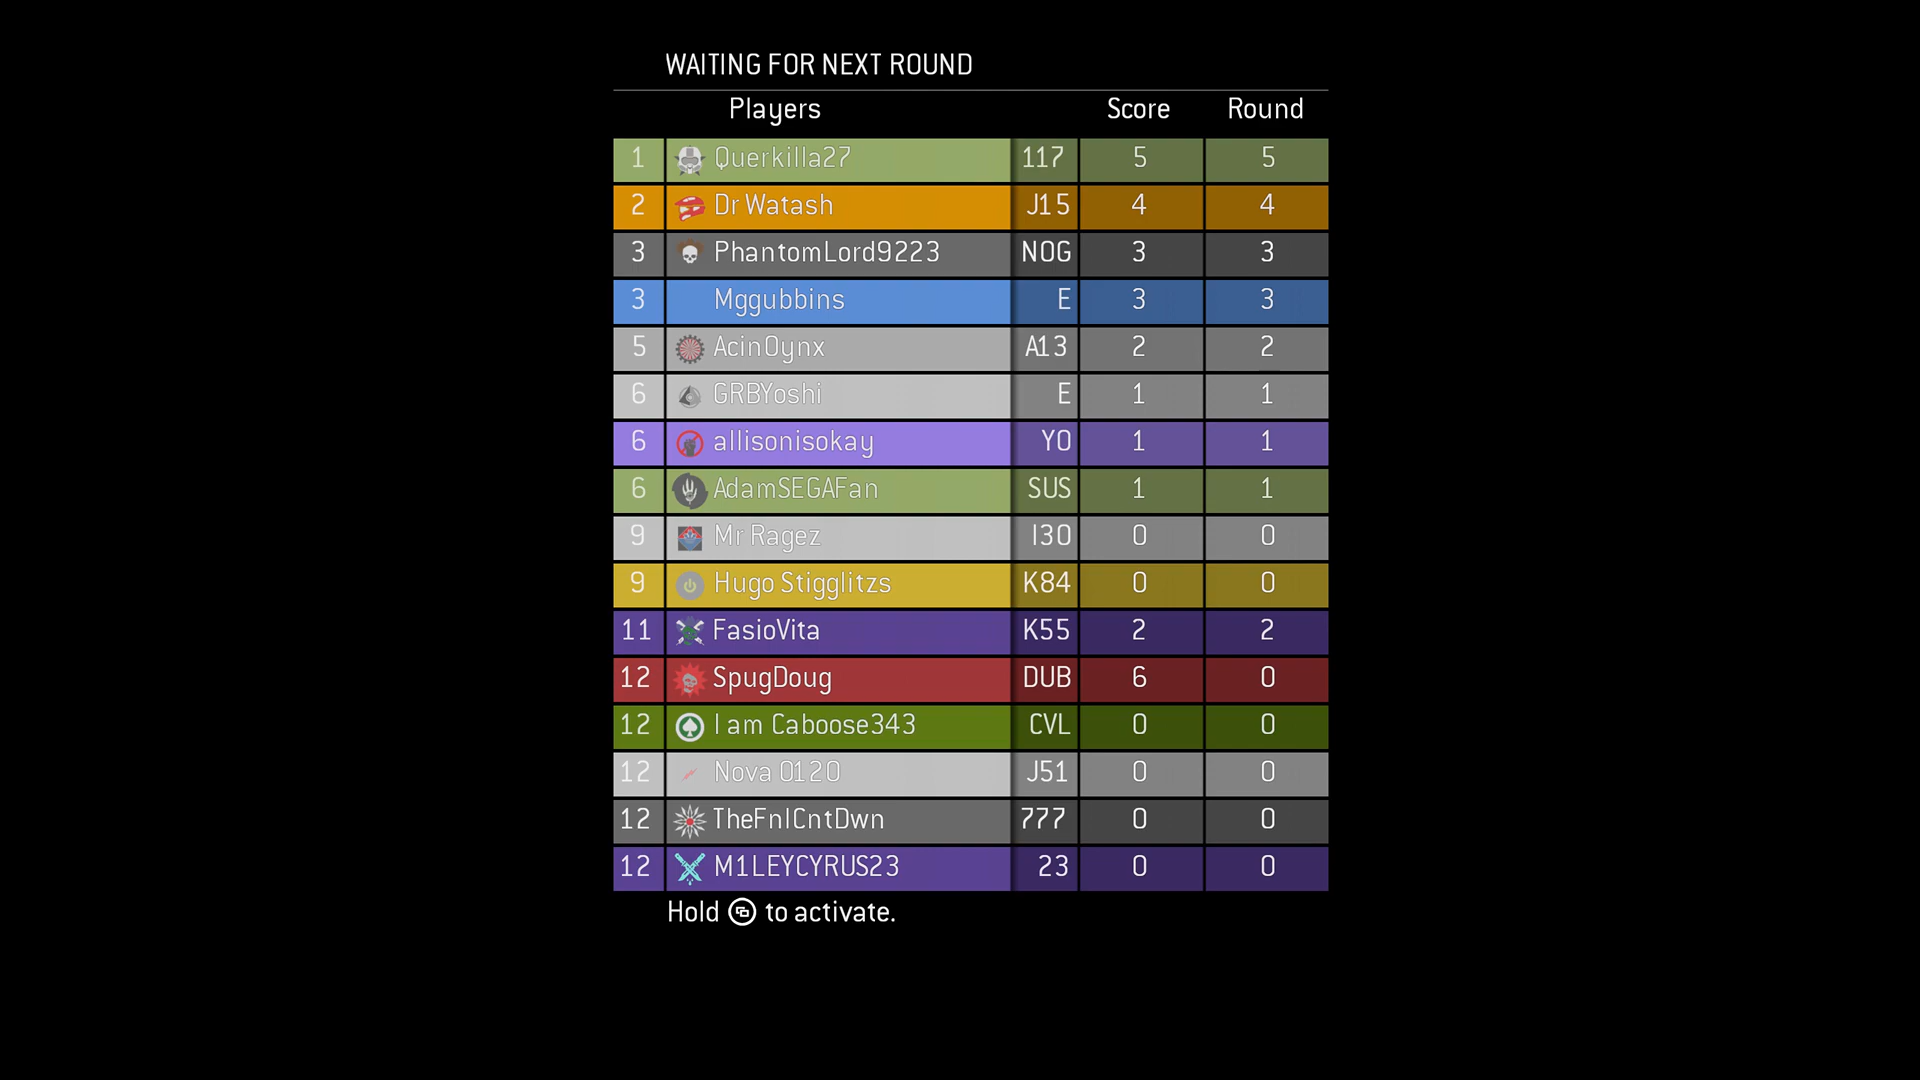 WAITING FOR NEXT ROUND
Players Score Round
1 Querkilla27 117 5 5
2 Dr Watash J15 4 4
3 PhantomLord9223 NOG 3 3
3 Mggubbins E 3 3
5 AcinOynx A13 2 2
6 GRBYoshi E 1 1
6 allisonisokay YO 1 1
6 AdamSEGAFan SUS 1 1
9 Mr Ragez I30 0 0
9 Hugo Stigglitzs K84 0 0
11 FasioVita K55 2 2
12 SpugDoug DUB 6 0
12 I am Caboose343 CVL 0 0
12 Nova 0120 J51 0 0
12 TheFnlCntDwn 777 0 0
12 M1LEYCYRUS23 23 0 0
Hold to activate.